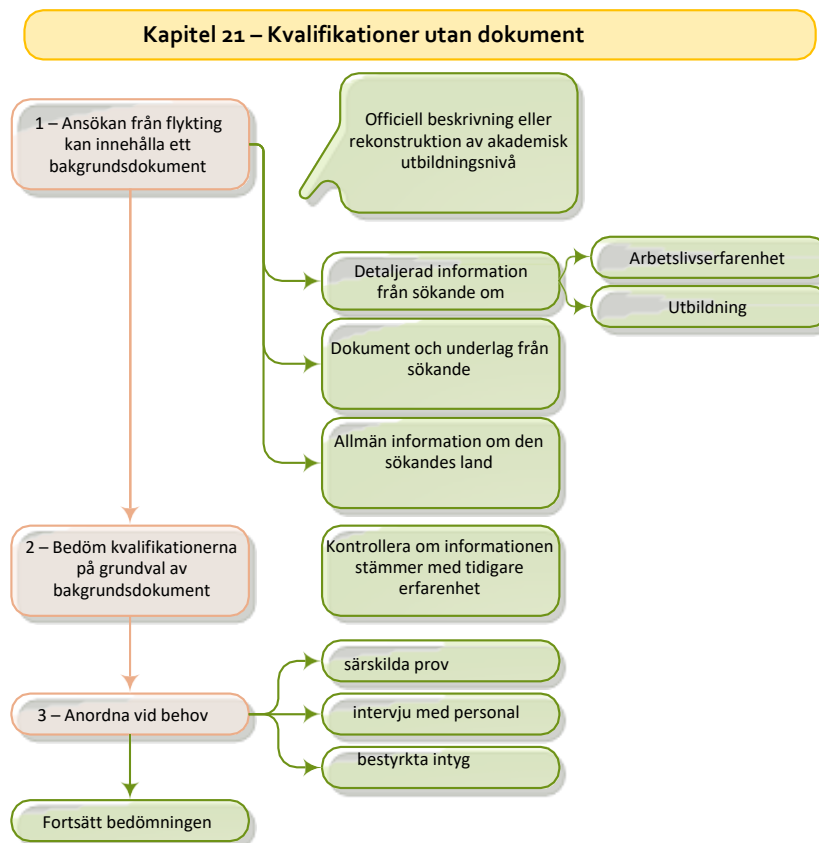 Kapitel 21 – Kvalifikationer utan dokument
1 – Ansökan från flykting
kan innehålla ett
bakgrundsdokument
Officiell beskrivning eller
rekonstruktion av akademisk
utbildningsnivå
Detaljerad information
från sökande om
Arbetslivserfarenhet
Utbildning
Dokument och underlag från
sökande
Allmän information om den
sökandes land
2 – Bedöm kvalifikationerna
på grundval av
bakgrundsdokument
Kontrollera om informationen
stämmer med tidigare
erfarenhet
3 – Anordna vid behov
särskilda prov
intervju med personal
bestyrkta intyg
Fortsätt bedömningen